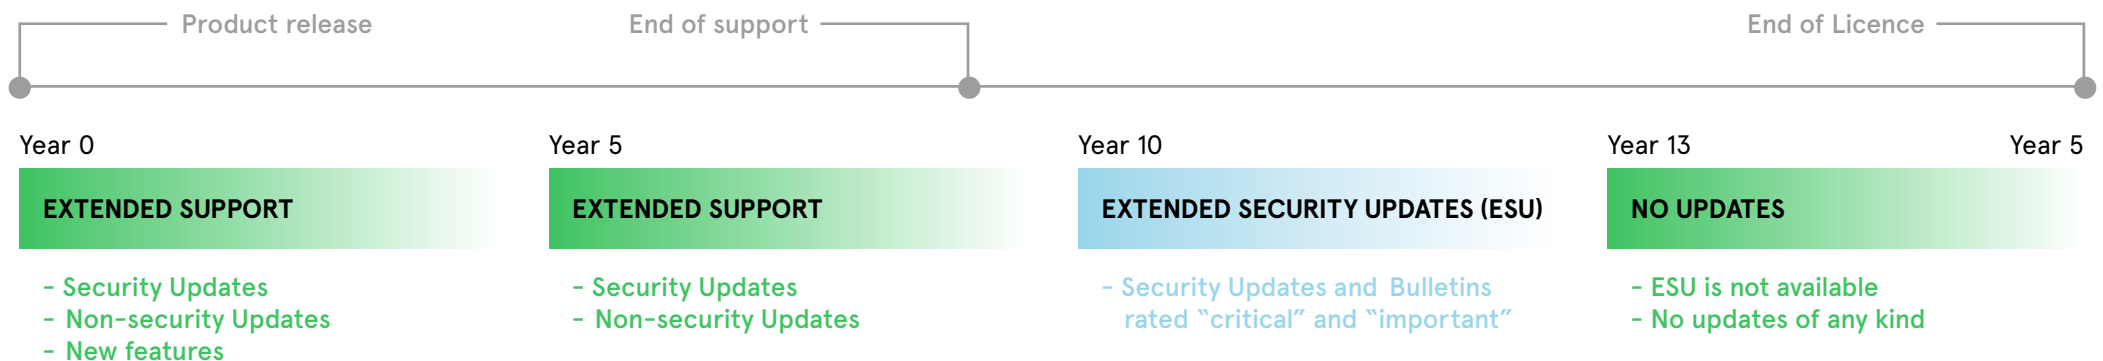 Product release
End of support
End of Licence
Year 0
Year 5
Year 10
Year 13
Year 5
EXTENDED SUPPORT
EXTENDED SUPPORT
EXTENDED SECURITY UPDATES (ESU)
NO UPDATES
- Security Updates
- Non-security Updates
- New features
- Security Updates
- Non-security Updates
- Security Updates and Bulletins
rated “critical” and “important”
- ESU is not available
- No updates of any kind